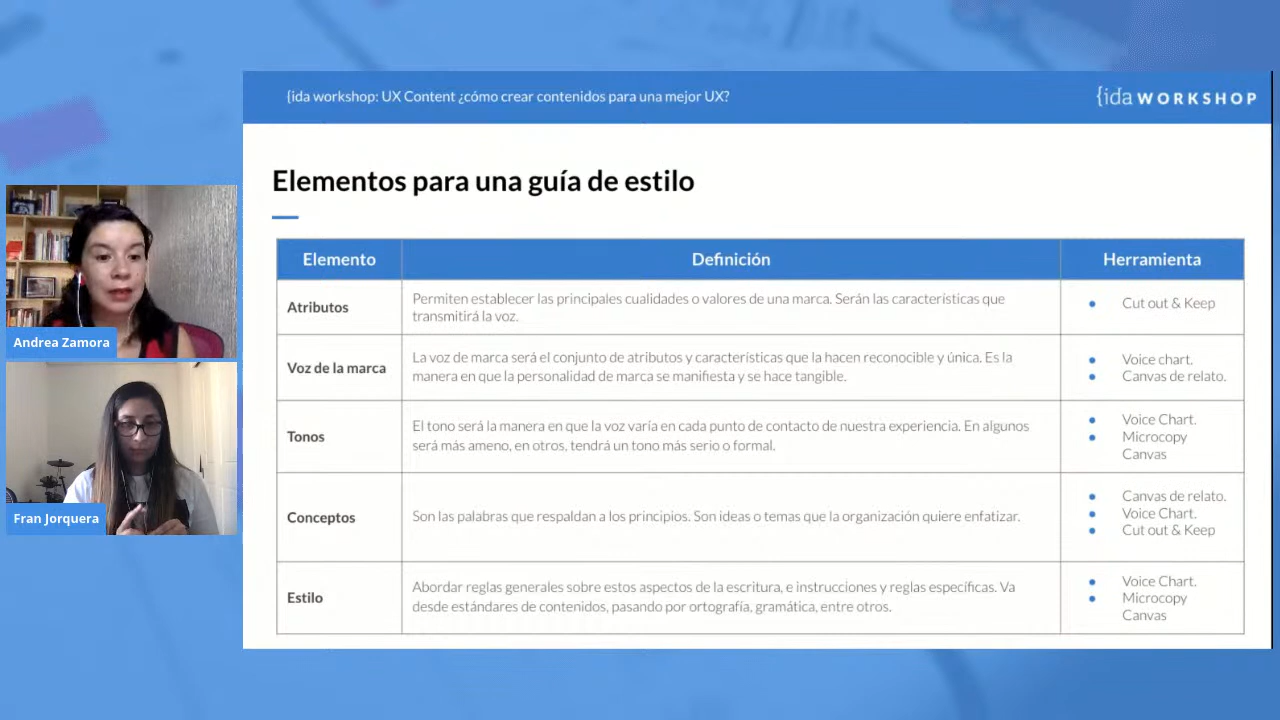 {ida workshop: UX Content ¿cómo crear contenidos para una mejor UX?
{ida WORKSHOP
Elementos para una guía de estilo
Elemento
Definición
Herramienta
Atributos
Permiten establecer las principales cualidades o valores de una marca. Serán las características que
transmitirá la voz.
Cut out & Keep
Voz de la marca
La voz de marca será el conjunto de atributos y características que la hacen reconocible y única. Es la
manera en que la personalidad de marca se manifiesta y se hace tangible.
Voice chart.
Canvas de relato.
Tonos
El tono será la manera en que la voz varía en cada punto de contacto de nuestra experiencia. En algunos
será más ameno, en otros, tendrá un tono más serio o formal.
Voice Chart.
Microcopy
Canvas
Conceptos
Son las palabras que respaldan a los principios. Son ideas o temas que la organización quiere enfatizar.
Canvas de relato.
Voice Chart.
Cut out & Keep
Estilo
Abordar reglas generales sobre estos aspectos de la escritura, e instrucciones y reglas específicas. Va
desde estándares de contenidos, pasando por ortografía, gramática, entre otros.
Voice Chart.
Microcopy
Canvas
Andrea Zamora
Fran Jorquera